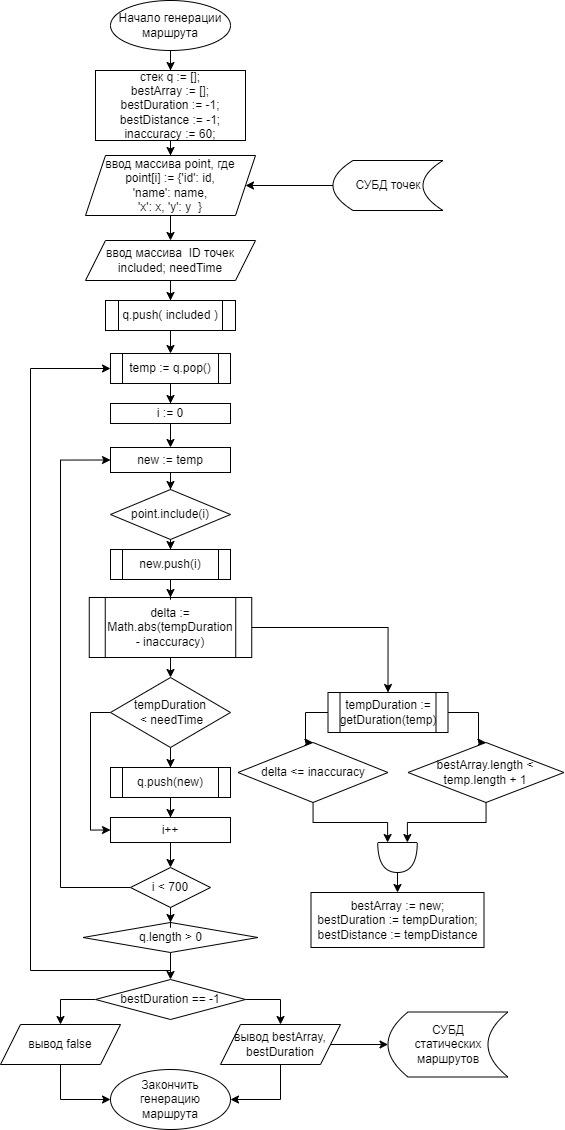 Начало генерации
маршрута
стек q := [];
bestArray := [];
bestDuration := -1;
bestDistance := -1;
inaccuracy := 60;
ввод массива point, где
point[i] := {'id': id,
'name': name,
'x': x, 'y': y }
СУБД точек
ввод массива ID точек
included; needTime
q.push( included )
temp := q.pop()
i := 0
new := temp
point.include(i)
new.push(i)
delta :=
Math.abs(tempDuration
- inaccuracy)
tempDuration
< needTime
tempDuration :=
getDuration(temp)
delta <= inaccuracy
bestArray.length <
temp.length + 1
q.push(new)
i++
i < 700
bestArray := new;
bestDuration := tempDuration;
bestDistance := tempDistance
q.length > 0
bestDuration == -1
вывод false
вывод bestArray,
bestDuration
СУБД
статических
маршрутов
Закончить
генерацию
маршрута